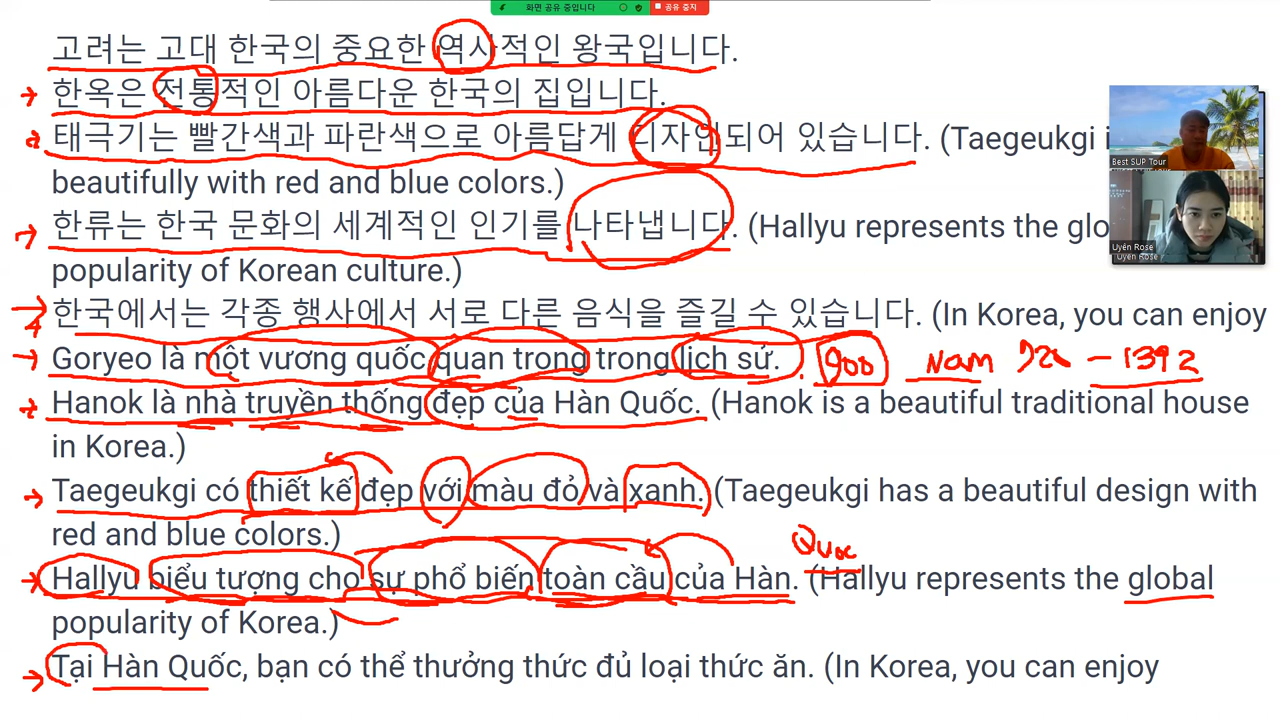 화면 공유 중입니다 공유 중지
고려는 고대 한국의 중요한 역사적인 왕국입니다.
한옥은 전통적인 아름다운 한국의 집입니다.
태극기는 빨간색과 파란색으로 아름답게 디자인되어 있습니다. (Taegeukgi i
beautifully with red and blue colors.)
한류는 한국 문화의 세계적인 인기를 나타냅니다. (Hallyu represents the glo
popularity of Korean culture.)
한국에서는 각종 행사에서 서로 다른 음식을 즐길 수 있습니다. (In Korea, you can enjoy
Goryeo là một vương quốc quan trọng trong lịch sử. 900 Năm 920 - 1392
Hanok là nhà truyền thống đẹp của Hàn Quốc. (Hanok is a beautiful traditional house
in Korea.)
Taegeukgi có thiết kế đẹp với màu đỏ và xanh. (Taegeukgi has a beautiful design with
red and blue colors.)
Quoc
Hallyu biểu tượng cho sự phổ biến toàn cầu của Hàn. (Hallyu represents the global
popularity of Korea.)
Tại Hàn Quốc, bạn có thể thưởng thức đủ loại thức ăn. (In Korea, you can enjoy
Best SUP Tour
Uyên Rose
Uyên Rose